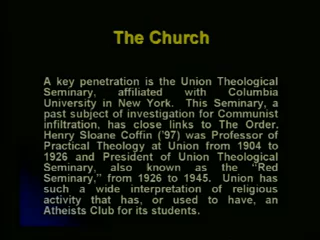 The Church
A key penetration is the Union Theological
Seminary, affiliated with Columbia
University in New York. This Seminary, a
past subject of investigation for Communist
infiltration, has close links to The Order.
Henry Sloane Coffin ('97) was Professor of
Practical Theology at Union from 1904 to
1926 and President of Union Theological
Seminary, also known as the "Red
Seminary," from 1926 to 1945. Union has
such a wide interpretation of religious
activity that has, or used to have, an
Atheists Club for its students.